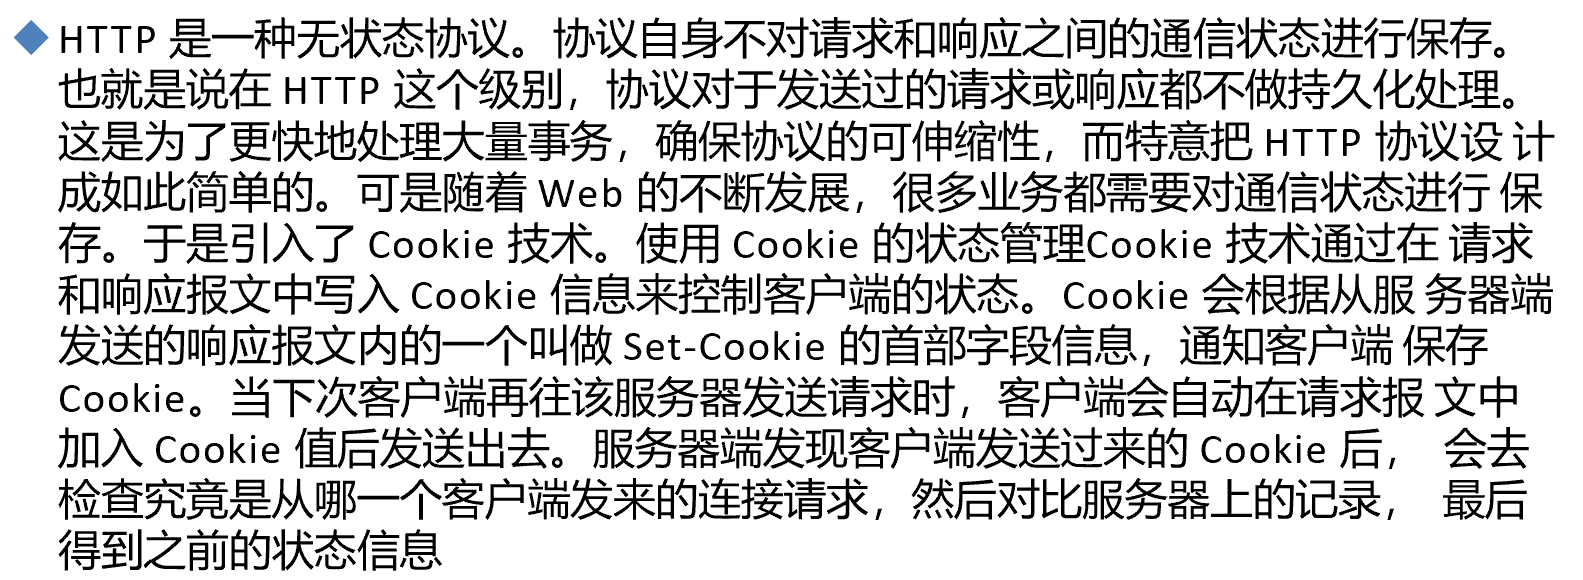 HTTP 是一种无状态协议。协议自身不对请求和响应之间的通信状态进行保存。
也就是说在 HTTP 这个级别，协议对于发送过的请求或响应都不做持久化处理。
这是为了更快地处理大量事务，确保协议的可伸缩性，而特意把 HTTP 协议设 计
成如此简单的。可是随着 Web 的不断发展，很多业务都需要对通信状态进行 保
存。于是引入了 Cookie 技术。使用 Cookie 的状态管理Cookie 技术通过在 请求
和响应报文中写入 Cookie 信息来控制客户端的状态。Cookie 会根据从服 务器端
发送的响应报文内的一个叫做 Set-Cookie 的首部字段信息，通知客户端 保存
Cookie。当下次客户端再往该服务器发送请求时，客户端会自动在请求报 文中
加入 Cookie 值后发送出去。服务器端发现客户端发送过来的 Cookie 后， 会去
检查究竟是从哪一个客户端发来的连接请求，然后对比服务器上的记录， 最后
得到之前的状态信息